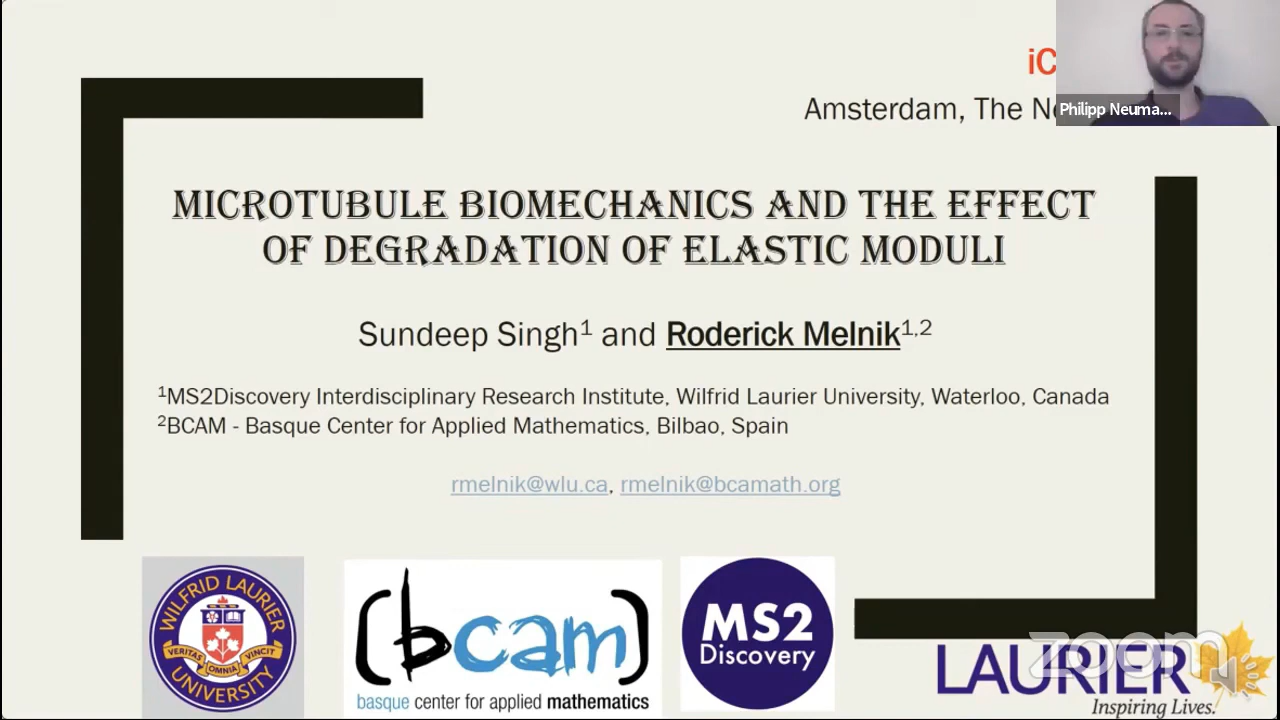 iC
Amsterdam, The Ne
Philipp Neuma...
MICROTUBULE BIOMECHANICS AND THE EFFECT
OF DEGRADATION OF ELASTIC MODULI
Sundeep Singh¹ and Roderick Melnik¹,²
¹MS2Discovery Interdisciplinary Research Institute, Wilfrid Laurier University, Waterloo, Canada
²BCAM - Basque Center for Applied Mathematics, Bilbao, Spain
rmelnik@wlu.ca, rmelnik@bcamath.org
WILFRID LAURIER
VERITAS OMNIA VINCIT
UNIVERSITY
(bcam)
basque center for applied mathematics
MS2
Discovery
zoom
LAURIER
Inspiring Lives.